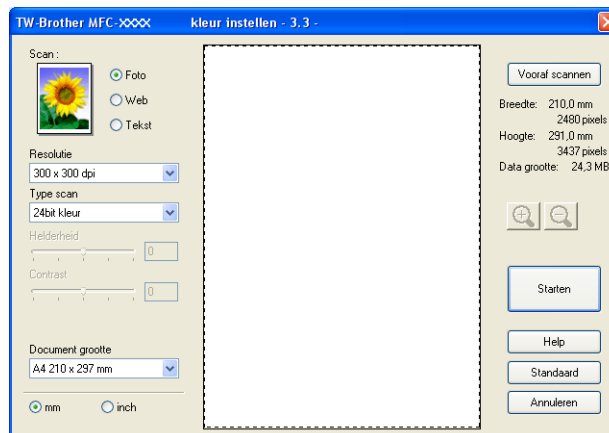 TW-Brother MFC-XXXX kleur instellen - 3.3 -
Scan :
Foto
Web
Tekst
Resolutie
300 x 300 dpi
Type scan
24bit kleur
Helderheid
0
Contrast
0
Document grootte
A4 210 x 297 mm
mm
inch
Vooraf scannen
Breedte: 210,0 mm
2480 pixels
Hoogte: 291,0 mm
3437 pixels
Data grootte: 24,3 MB
Starten
Help
Standaard
Annuleren